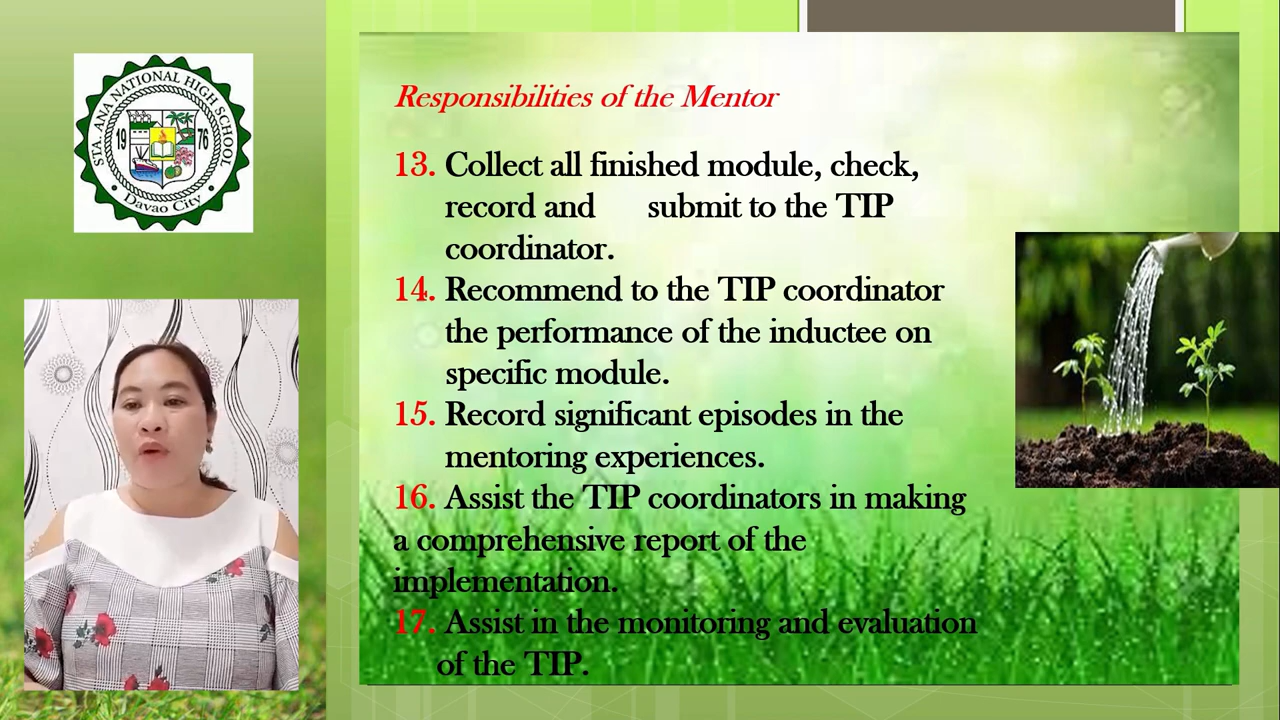 STA. ANA NATIONAL HIGH SCHOOL
19 76
Davao City
Responsibilities of the Mentor
13. Collect all finished module, check,
record and submit to the TIP
coordinator.
14. Recommend to the TIP coordinator
the performance of the inductee on
specific module.
15. Record significant episodes in the
mentoring experiences.
16. Assist the TIP coordinators in making
a comprehensive report of the
implementation.
17. Assist in the monitoring and evaluation
of the TIP.